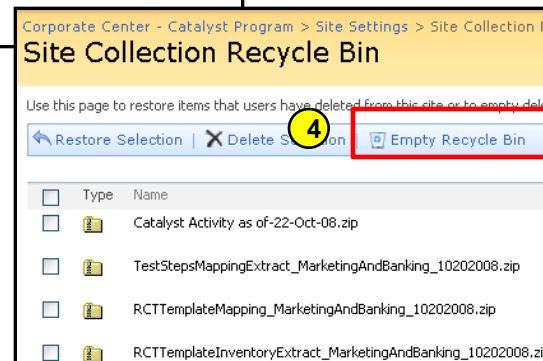 Corporate Center - Catalyst Program > Site Settings > Site Collection
Site Collection Recycle Bin
Use this page to restore items that users have deleted from this site or to empty
Restore Selection | Delete Selection | Empty Recycle Bin
4
Type Name
Catalyst Activity as of-22-Oct-08.zip
TestStepsMappingExtract_MarketingAndBanking_10202008.zip
RCTTemplateMapping_MarketingAndBanking_10202008.zip
RCTTemplateInventoryExtract_MarketingAndBanking_10202008.zi